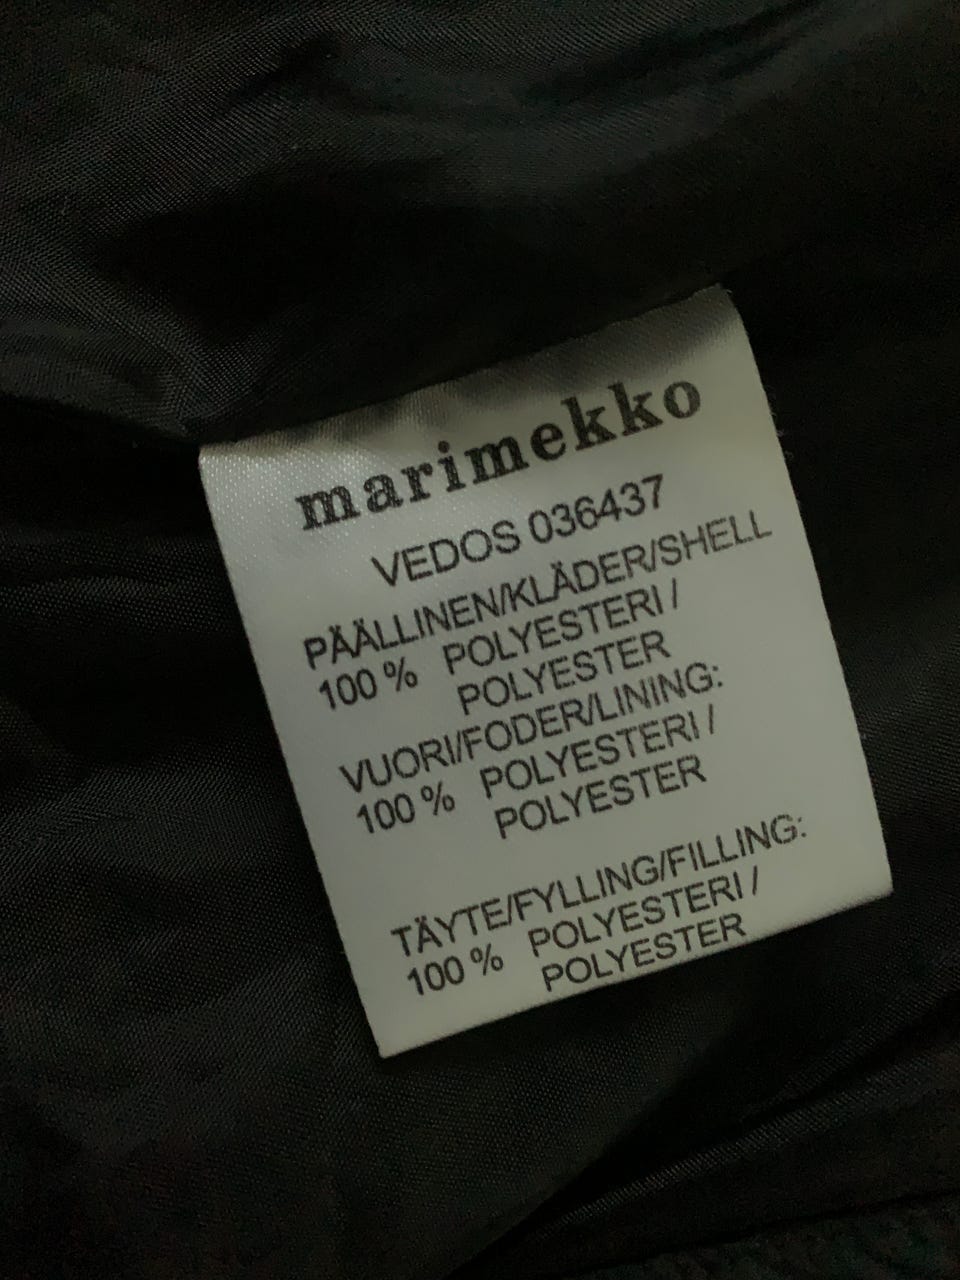 marimekko
VEDOS 036437
PÄÄLLINEN/KLÄDER/SHELL
100 % POLYESTERI /
POLYESTER
VUORI/FODER/LINING:
100 % POLYESTERI /
POLYESTER
TÄYTE/FYLLING/FILLING:
100 % POLYESTERI /
POLYESTER